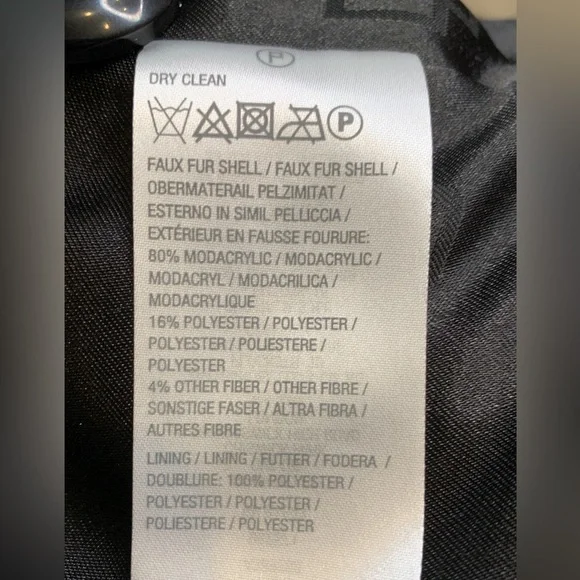 P
DRY CLEAN
P
FAUX FUR SHELL / FAUX FUR SHELL /
OBERMATERAIL PELZIMITAT /
ESTERNO IN SIMIL PELLICCIA /
EXTÉRIEUR EN FAUSSE FOURURE:
80% MODACRYLIC / MODACRYLIC /
MODACRYL / MODACRILICA /
MODACRYLIQUE
16% POLYESTER / POLYESTER /
POLYESTER / POLIESTERE /
POLYESTER
4% OTHER FIBER / OTHER FIBRE /
SONSTIGE FASER / ALTRA FIBRA /
AUTRES FIBRE
LINING / LINING / FUTTER / FODERA /
DOUBLURE: 100% POLYESTER /
POLYESTER / POLYESTER /
POLIESTERE / POLYESTER